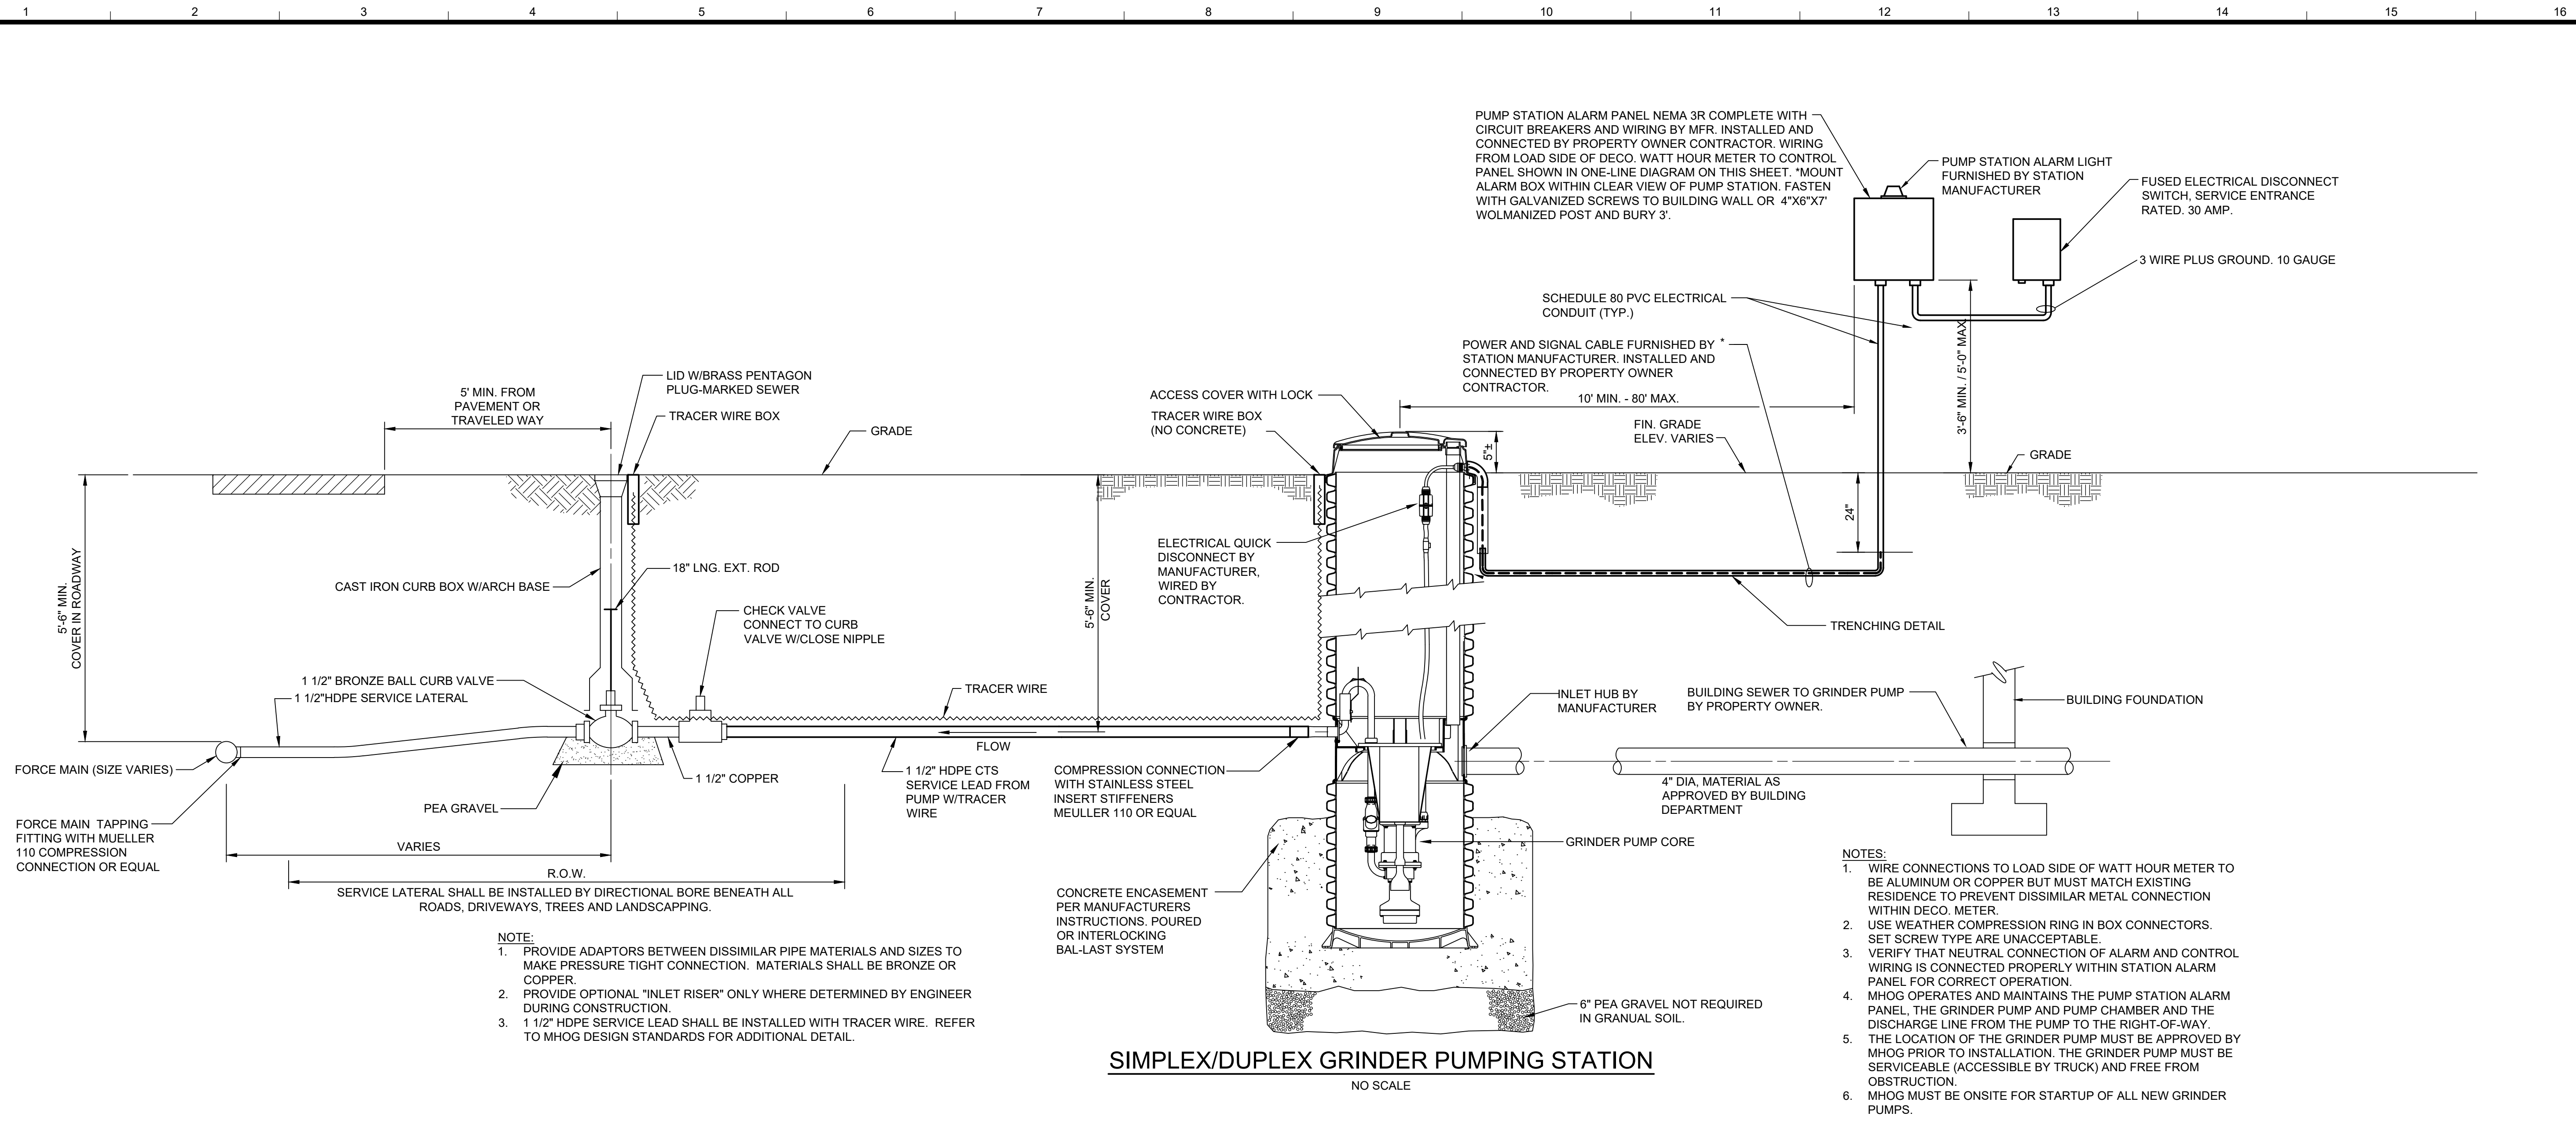 1 2 3 4 5 6 7 8 9 10 11 12 13 14 15 16
PUMP STATION ALARM PANEL NEMA 3R COMPLETE WITH
CIRCUIT BREAKERS AND WIRING BY MFR. INSTALLED AND
CONNECTED BY PROPERTY OWNER CONTRACTOR. WIRING
FROM LOAD SIDE OF DECO. WATT HOUR METER TO CONTROL
PANEL SHOWN IN ONE-LINE DIAGRAM ON THIS SHEET. *MOUNT
ALARM BOX WITHIN CLEAR VIEW OF PUMP STATION. FASTEN
WITH GALVANIZED SCREWS TO BUILDING WALL OR 4"X6"X7'
WOLMANIZED POST AND BURY 3'.
PUMP STATION ALARM LIGHT
FURNISHED BY STATION
MANUFACTURER
FUSED ELECTRICAL DISCONNECT
SWITCH, SERVICE ENTRANCE
RATED. 30 AMP.
3 WIRE PLUS GROUND. 10 GAUGE
SCHEDULE 80 PVC ELECTRICAL
CONDUIT (TYP.)
POWER AND SIGNAL CABLE FURNISHED BY *
STATION MANUFACTURER. INSTALLED AND
CONNECTED BY PROPERTY OWNER
CONTRACTOR.
3'-6" MIN. / 5'-0" MAX.
10' MIN. - 80' MAX.
LID W/BRASS PENTAGON
PLUG-MARKED SEWER
5' MIN. FROM
PAVEMENT OR
TRAVELED WAY
TRACER WIRE BOX
GRADE
ACCESS COVER WITH LOCK
TRACER WIRE BOX
(NO CONCRETE)
5"±
FIN. GRADE
ELEV. VARIES
GRADE
24"
5'-6" MIN.
COVER IN ROADWAY
CAST IRON CURB BOX W/ARCH BASE
18" LNG. EXT. ROD
CHECK VALVE
CONNECT TO CURB
VALVE W/CLOSE NIPPLE
5'-6" MIN.
COVER
ELECTRICAL QUICK
DISCONNECT BY
MANUFACTURER,
WIRED BY
CONTRACTOR.
TRENCHING DETAIL
1 1/2" BRONZE BALL CURB VALVE
1 1/2"HDPE SERVICE LATERAL
TRACER WIRE
INLET HUB BY
MANUFACTURER
BUILDING SEWER TO GRINDER PUMP
BY PROPERTY OWNER.
BUILDING FOUNDATION
FLOW
FORCE MAIN (SIZE VARIES)
1 1/2" COPPER
1 1/2" HDPE CTS
SERVICE LEAD FROM
PUMP W/TRACER
WIRE
COMPRESSION CONNECTION
WITH STAINLESS STEEL
INSERT STIFFENERS
MEULLER 110 OR EQUAL
4" DIA, MATERIAL AS
APPROVED BY BUILDING
DEPARTMENT
PEA GRAVEL
FORCE MAIN TAPPING
FITTING WITH MUELLER
110 COMPRESSION
CONNECTION OR EQUAL
VARIES
GRINDER PUMP CORE
R.O.W.
SERVICE LATERAL SHALL BE INSTALLED BY DIRECTIONAL BORE BENEATH ALL
ROADS, DRIVEWAYS, TREES AND LANDSCAPPING.
CONCRETE ENCASEMENT
PER MANUFACTURERS
INSTRUCTIONS. POURED
OR INTERLOCKING
BAL-LAST SYSTEM
6" PEA GRAVEL NOT REQUIRED
IN GRANUAL SOIL.
NOTE:
1. PROVIDE ADAPTORS BETWEEN DISSIMILAR PIPE MATERIALS AND SIZES TO
MAKE PRESSURE TIGHT CONNECTION. MATERIALS SHALL BE BRONZE OR
COPPER.
2. PROVIDE OPTIONAL "INLET RISER" ONLY WHERE DETERMINED BY ENGINEER
DURING CONSTRUCTION.
3. 1 1/2" HDPE SERVICE LEAD SHALL BE INSTALLED WITH TRACER WIRE. REFER
TO MHOG DESIGN STANDARDS FOR ADDITIONAL DETAIL.
SIMPLEX/DUPLEX GRINDER PUMPING STATION
NO SCALE
NOTES:
1. WIRE CONNECTIONS TO LOAD SIDE OF WATT HOUR METER TO
BE ALUMINUM OR COPPER BUT MUST MATCH EXISTING
RESIDENCE TO PREVENT DISSIMILAR METAL CONNECTION
WITHIN DECO. METER.
2. USE WEATHER COMPRESSION RING IN BOX CONNECTORS.
SET SCREW TYPE ARE UNACCEPTABLE.
3. VERIFY THAT NEUTRAL CONNECTION OF ALARM AND CONTROL
WIRING IS CONNECTED PROPERLY WITHIN STATION ALARM
PANEL FOR CORRECT OPERATION.
4. MHOG OPERATES AND MAINTAINS THE PUMP STATION ALARM
PANEL, THE GRINDER PUMP AND PUMP CHAMBER AND THE
DISCHARGE LINE FROM THE PUMP TO THE RIGHT-OF-WAY.
5. THE LOCATION OF THE GRINDER PUMP MUST BE APPROVED BY
MHOG PRIOR TO INSTALLATION. THE GRINDER PUMP MUST BE
SERVICEABLE (ACCESSIBLE BY TRUCK) AND FREE FROM
OBSTRUCTION.
6. MHOG MUST BE ONSITE FOR STARTUP OF ALL NEW GRINDER
PUMPS.